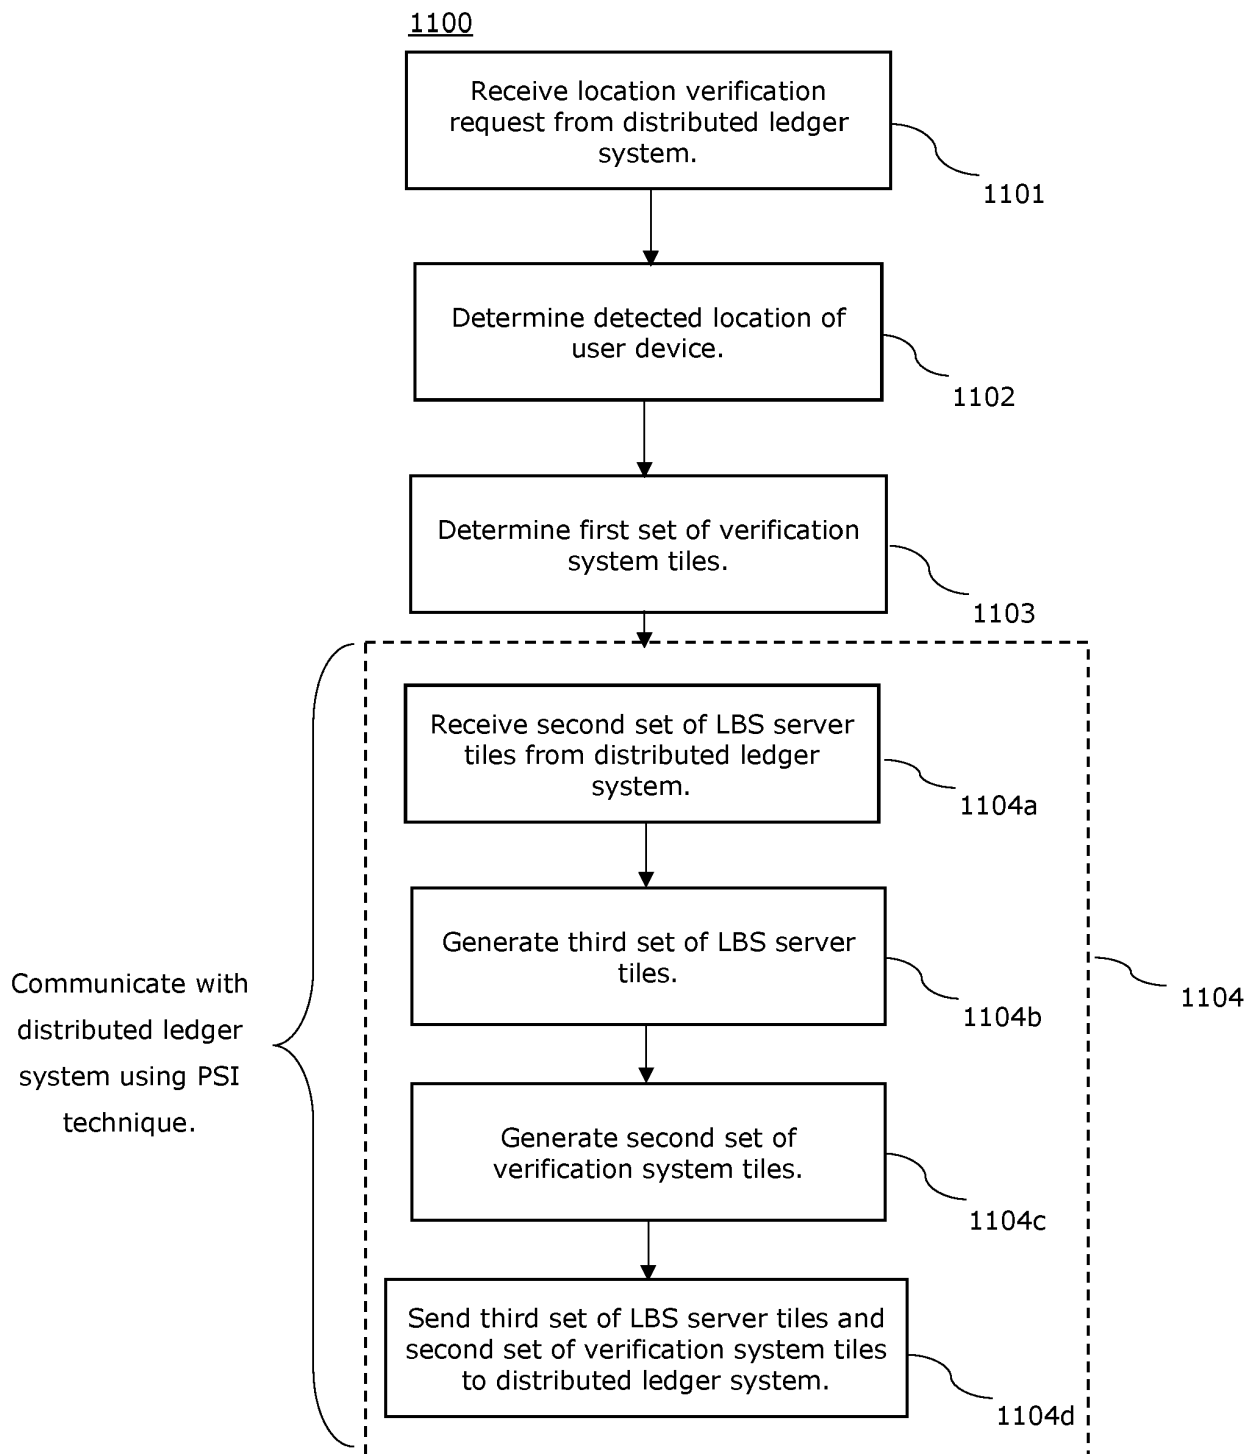 1100
Receive location verification
request from distributed ledger
system.
1101
Determine detected location of
user device.
1102
Determine first set of verification
system tiles.
1103
Communicate with
distributed ledger
system using PSI
technique.
Receive second set of LBS server
tiles from distributed ledger
system.
1104a
Generate third set of LBS server
tiles.
1104b
1104
Generate second set of
verification system tiles.
1104c
Send third set of LBS server tiles and
second set of verification system tiles
to distributed ledger system.
1104d